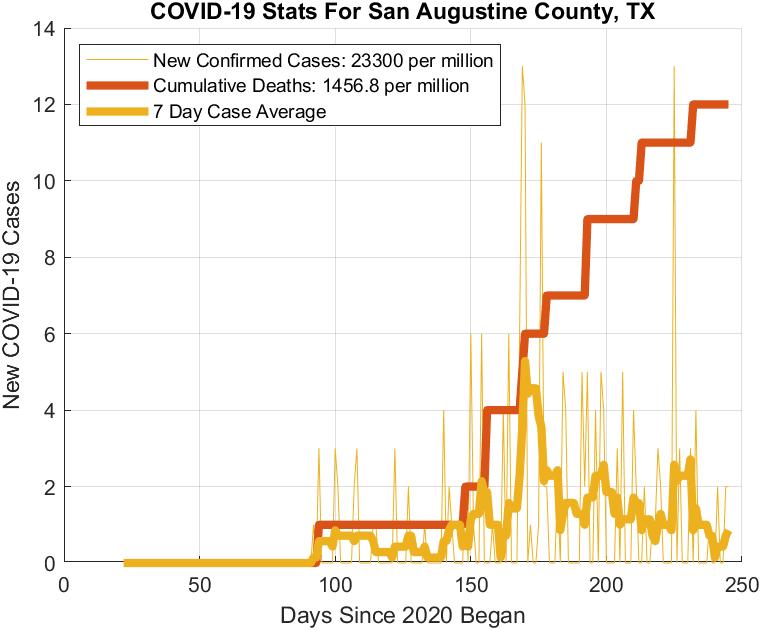 COVID-19 Stats For San Augustine County, TX
New Confirmed Cases: 23300 per million
Cumulative Deaths: 1456.8 per million
7 Day Case Average
New COVID-19 Cases
14
12
10
8
6
4
2
0
0 50 100 150 200 250
Days Since 2020 Began